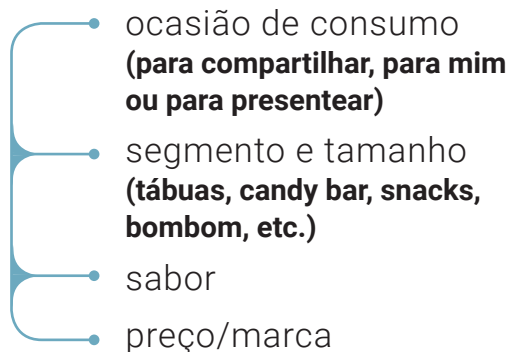 ocasião de consumo
(para compartilhar, para mim
ou para presentear)
segmento e tamanho
(tábuas, candy bar, snacks,
bombom, etc.)
sabor
preço/marca